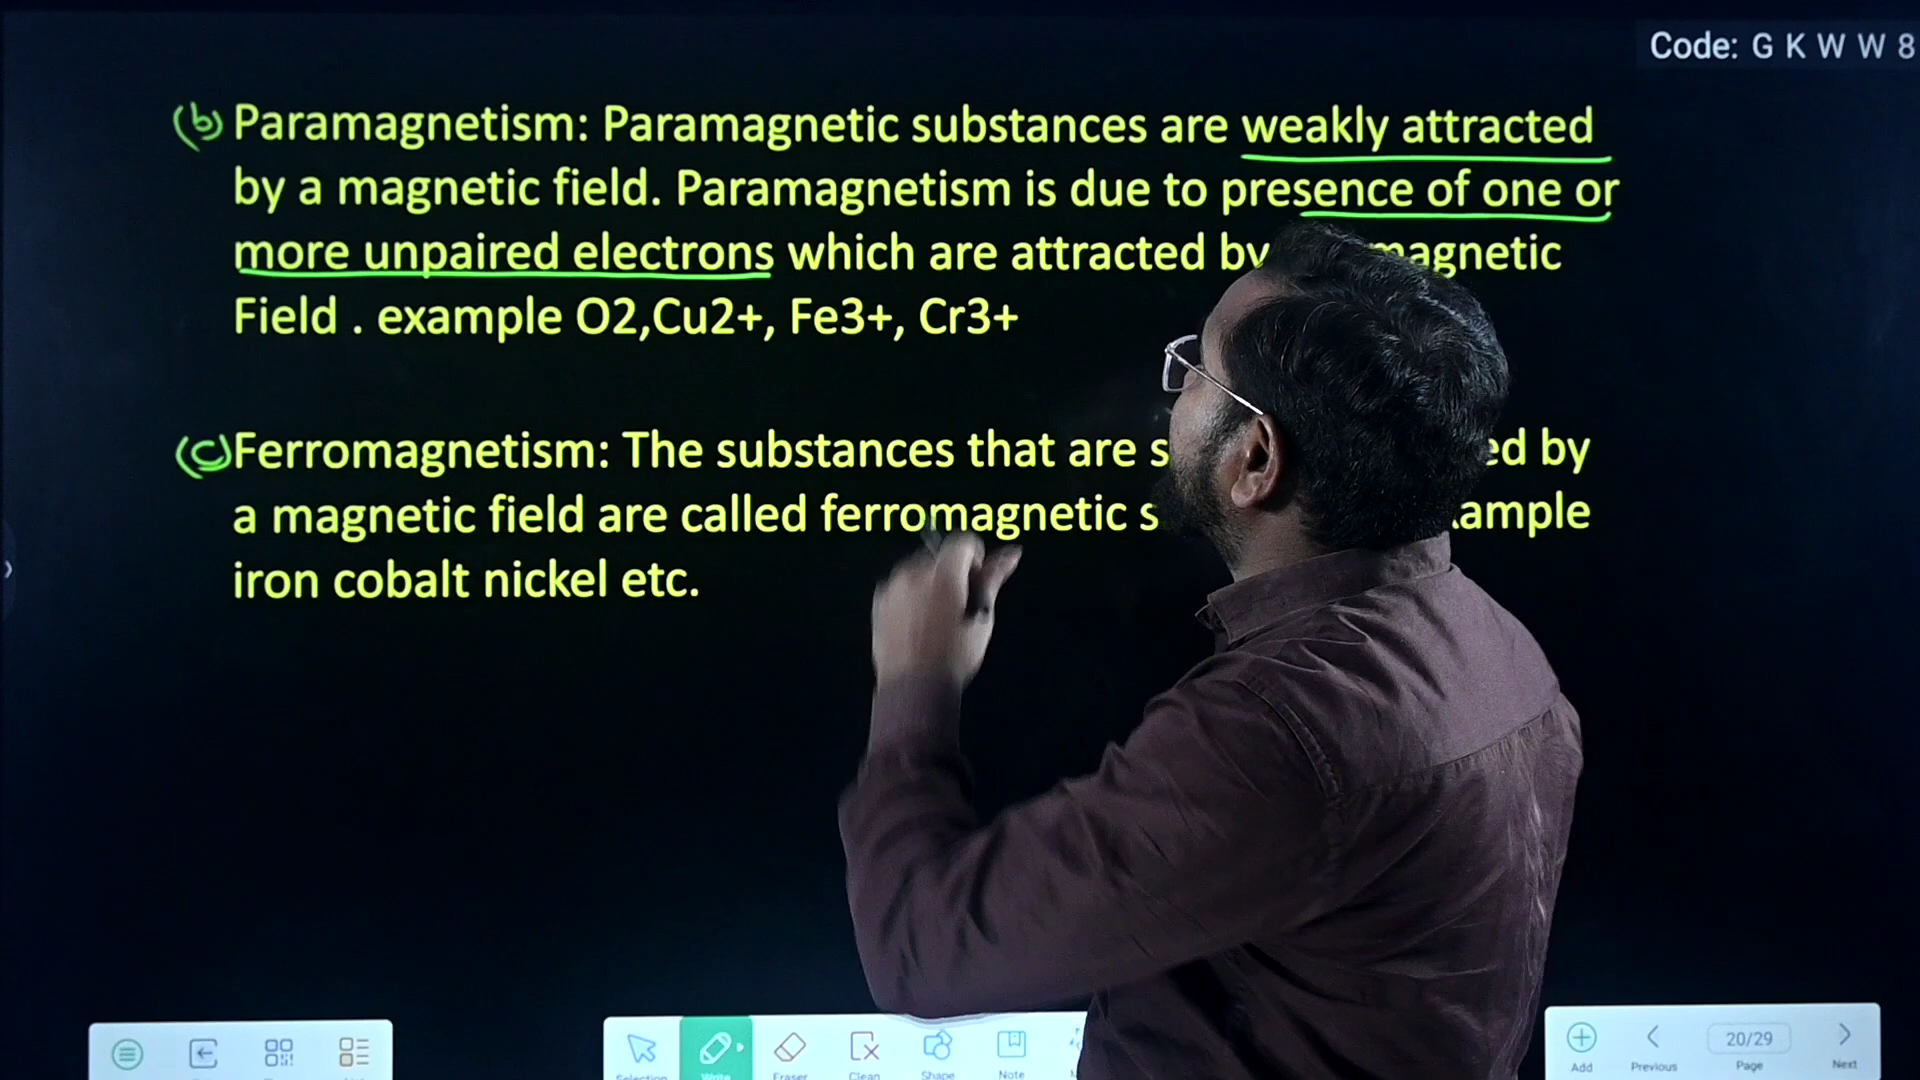 Code: G K W W 8
(b) Paramagnetism: Paramagnetic substances are weakly attracted
by a magnetic field. Paramagnetism is due to presence of one or
more unpaired electrons which are attracted by magnetic
Field . example O2,Cu2+, Fe3+, Cr3+
(c) Ferromagnetism: The substances that are by
a magnetic field are called ferromagnetic
iron cobalt nickel etc.
Selection Write Eraser Clean Shape Note
Add Previous 20/29 Page Next